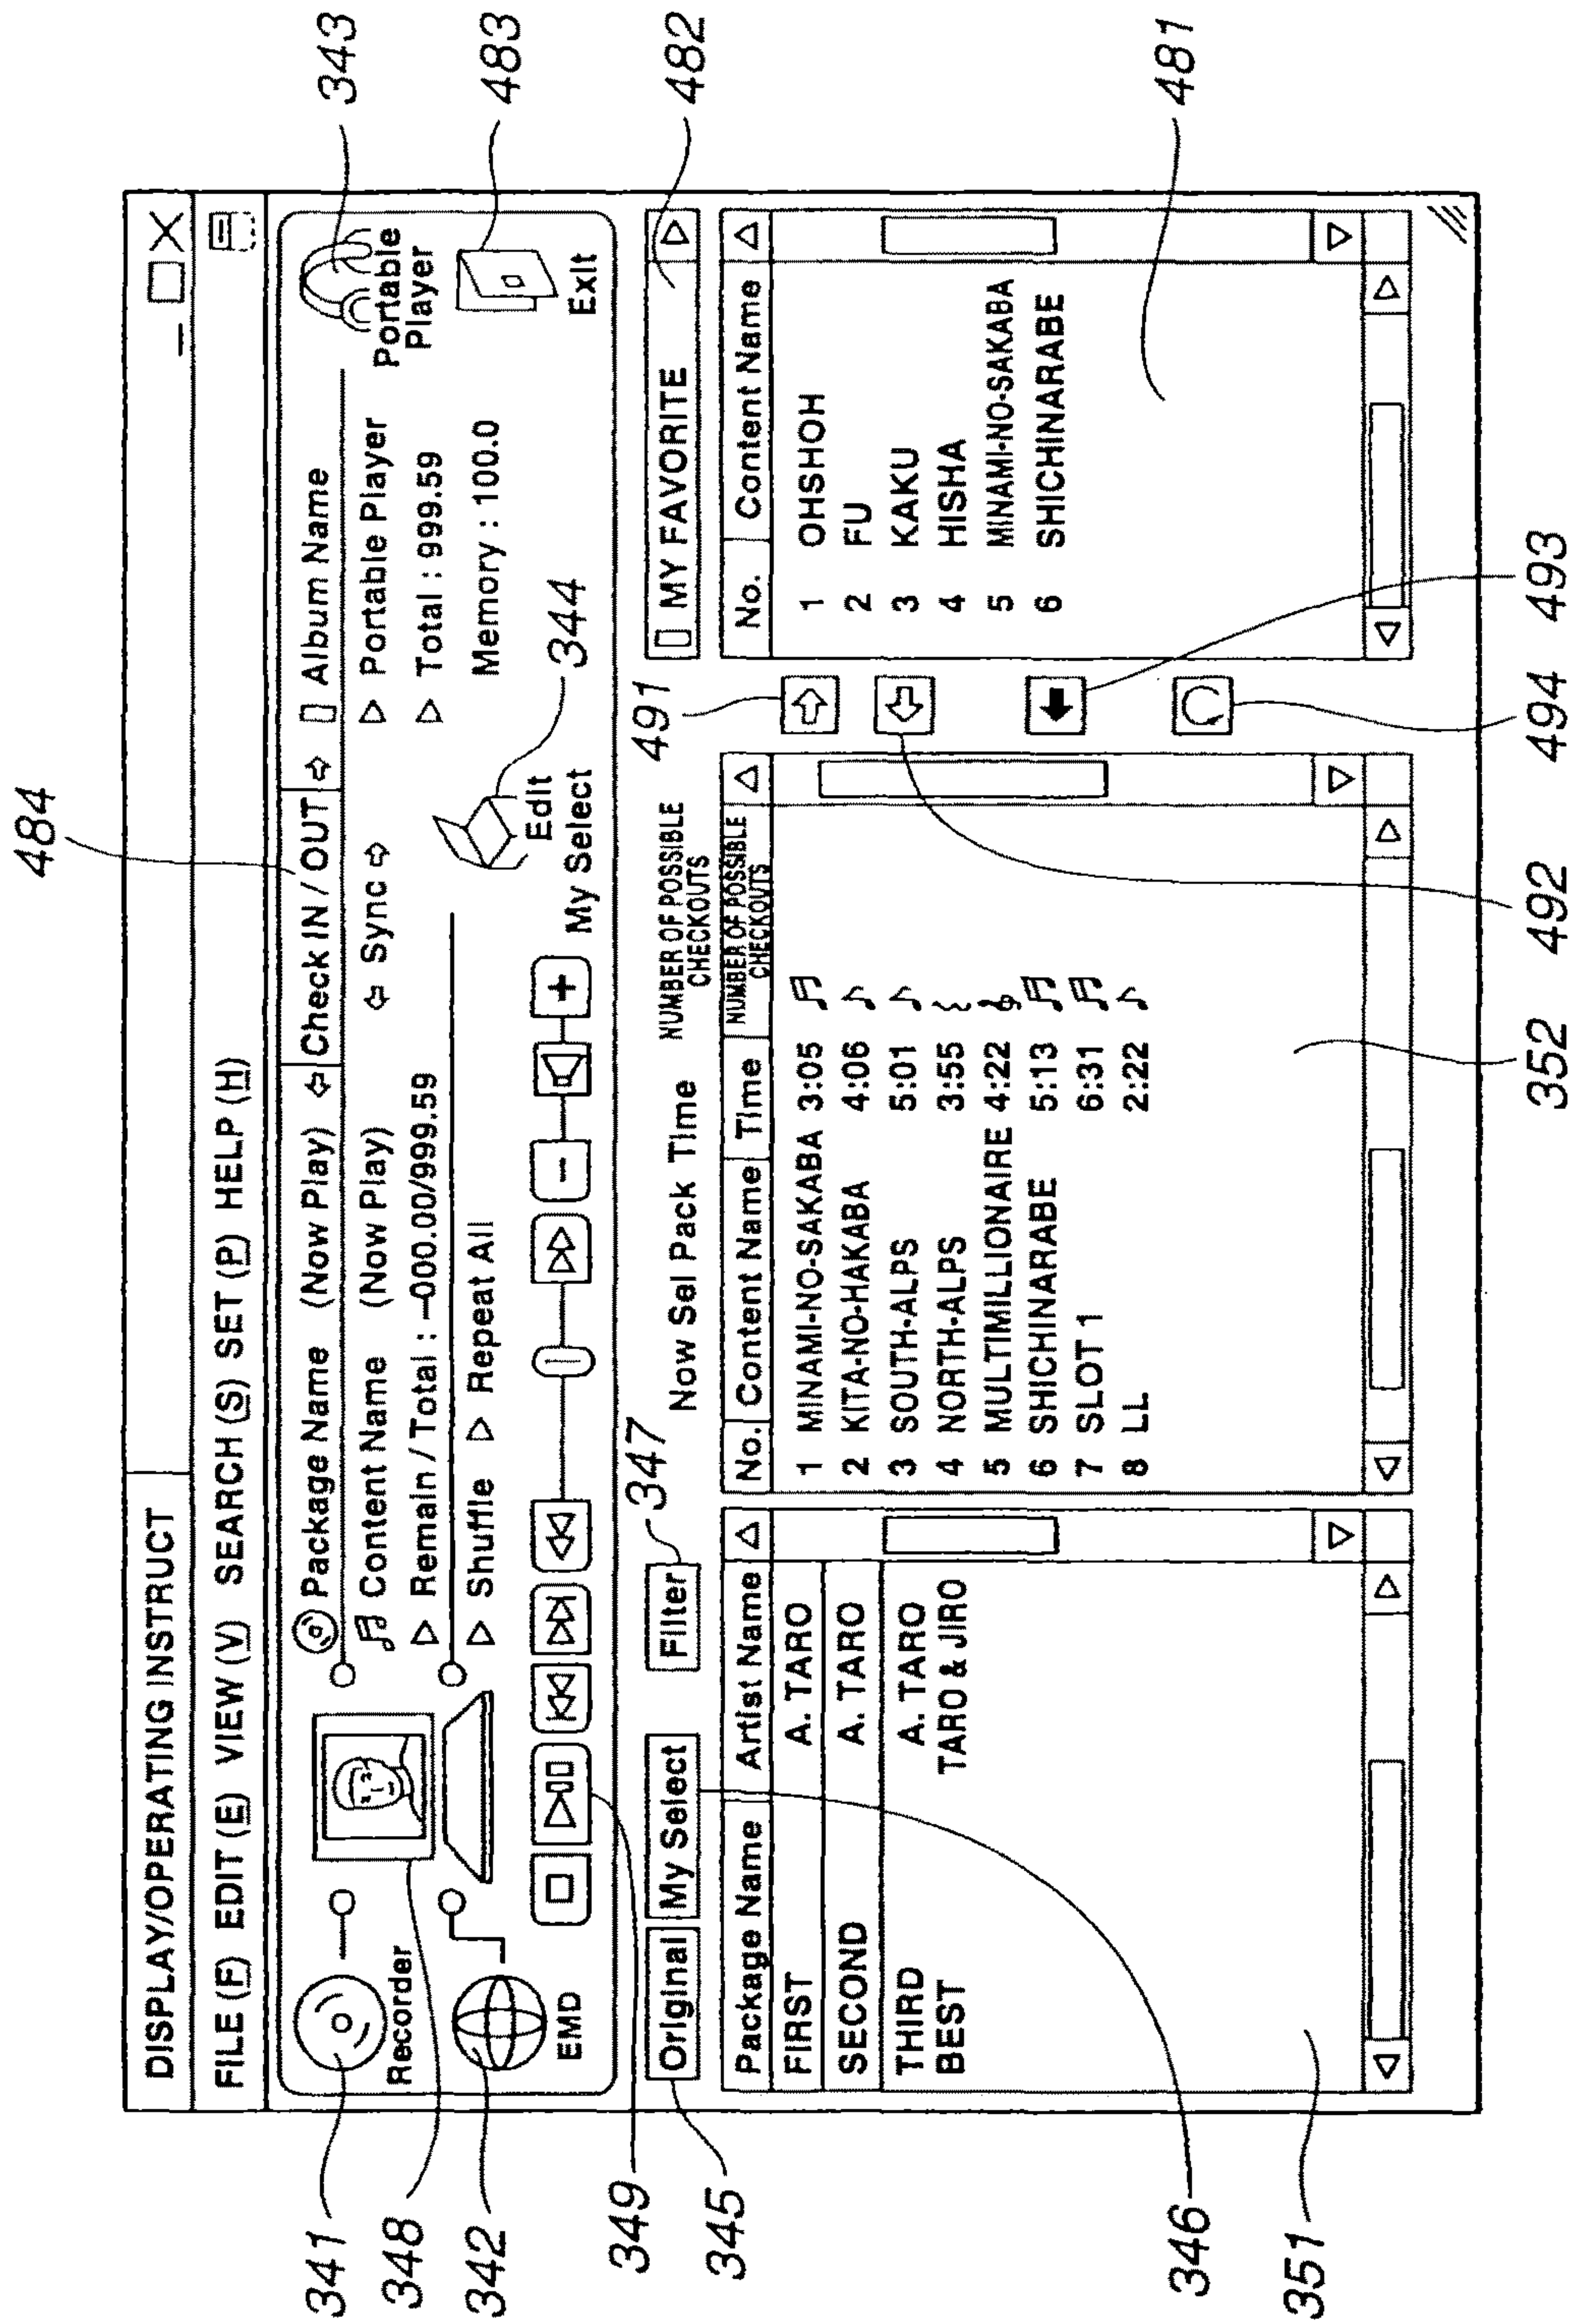 484
343
483
482
481
DISPLAY/OPERATING INSTRUCT
FILE (F) EDIT (E) VIEW (V) SEARCH (S) SET (P) HELP (H)
341
Recorder
348
342
EMD
Package Name (Now Play) ⇦ Check IN / OUT ⇨ Album Name
Content Name (Now Play) ⇦ Sync ⇨ ▷ Portable Player
▷ Remain / Total : –000.00/999.59 ▷ Total : 999.59
▷ Shuffle ▷ Repeat All
Memory : 100.0
Portable
Player
Exit
344
Edit
My Select
349
345
Original My Select Filter
347
Now Sel Pack Time
NUMBER OF POSSIBLE
CHECKOUTS
491
MY FAVORITE
346
351
Package Name Artist Name
FIRST A. TARO
SECOND A. TARO
THIRD A. TARO
BEST TARO & JIRO
No. Content Name Time NUMBER OF POSSIBLE
CHECKOUTS
1 MINAMI-NO-SAKABA 3:05
2 KITA-NO-HAKABA 4:06
3 SOUTH-ALPS 5:01
4 NORTH-ALPS 3:55
5 MULTIMILLIONAIRE 4:22
6 SHICHINARABE 5:13
7 SLOT 1 6:31
8 LL 2:22
No. Content Name
1 OHSHOH
2 FU
3 KAKU
4 HISHA
5 MINAMI-NO-SAKABA
6 SHICHINARABE
352
492
494
493